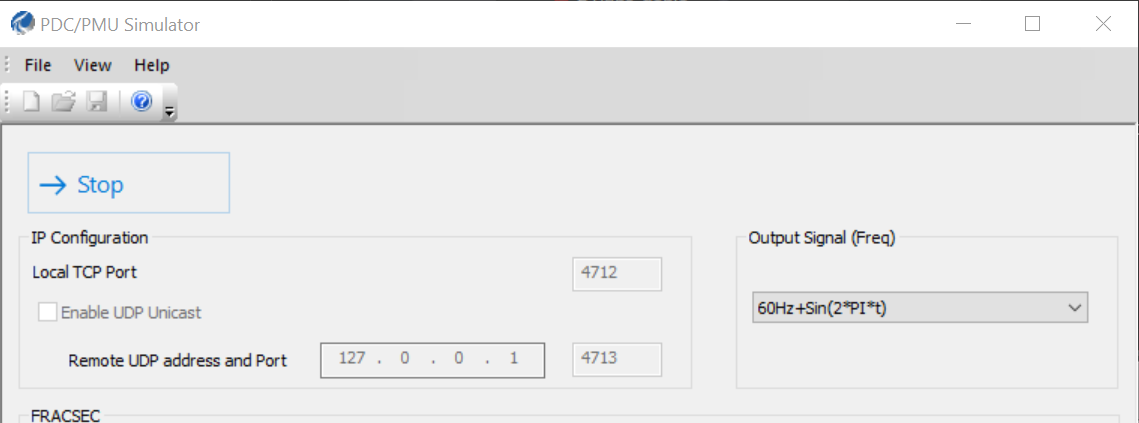 PDC/PMU Simulator
File View Help
Stop
IP Configuration
Local TCP Port 4712
Enable UDP Unicast
Remote UDP address and Port 127 . 0 . 0 . 1 4713
Output Signal (Freq)
60Hz+Sin(2*PI*t)
FRACSEC